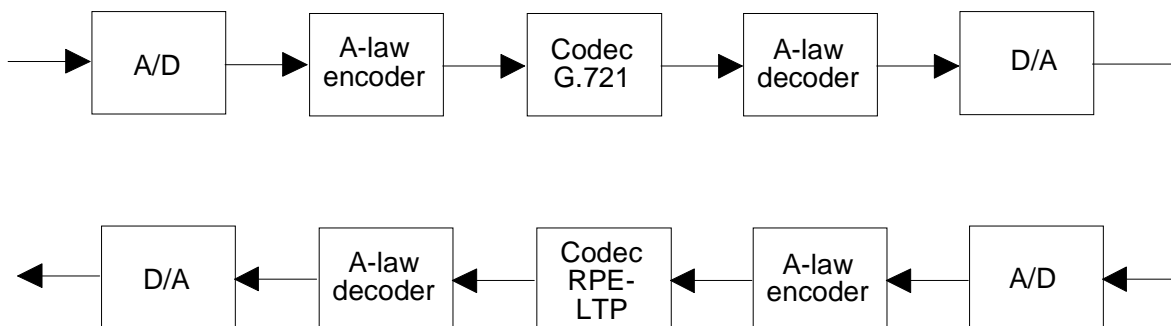 A/D
A-law
encoder
Codec
G.721
A-law
decoder
D/A
D/A
A-law
decoder
Codec
RPE-
LTP
A-law
encoder
A/D